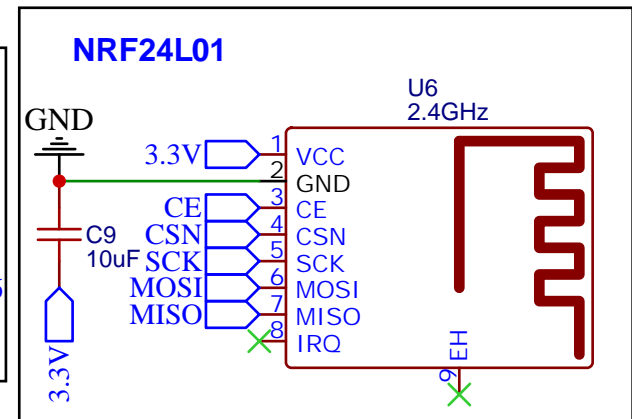 NRF24L01
U6
2.4GHz
GND
3.3V
1
VCC
2
GND
CE
3
CE
C9
10uF
CSN
4
CSN
SCK
5
SCK
MOSI
6
MOSI
MISO
7
MISO
8
IRQ
3.3V
9
EH